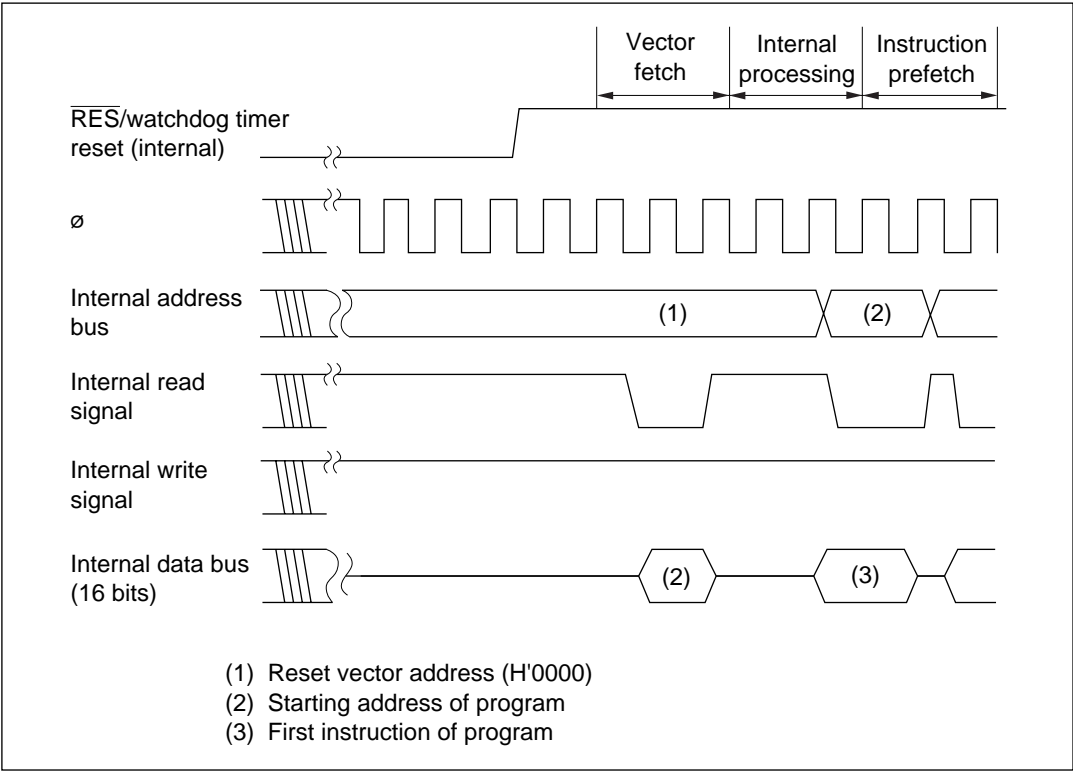 Vector fetch
Internal processing
Instruction prefetch
R̅E̅S̅/watchdog timer
reset (internal)
ø
Internal address
bus
(1)
(2)
Internal read
signal
Internal write
signal
Internal data bus
(16 bits)
(2)
(3)
(1) Reset vector address (H'0000)
(2) Starting address of program
(3) First instruction of program